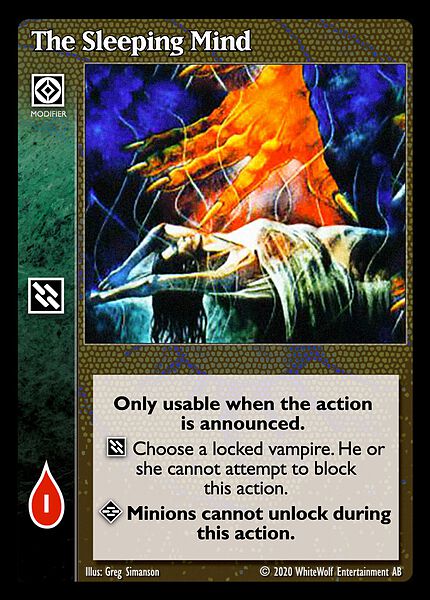 The Sleeping Mind
MODIFIER
Only usable when the action
is announced.
Choose a locked vampire. He or
she cannot attempt to block
this action.
Minions cannot unlock during
this action.
1
Illus: Greg Simanson © 2020 WhiteWolf Entertainment AB